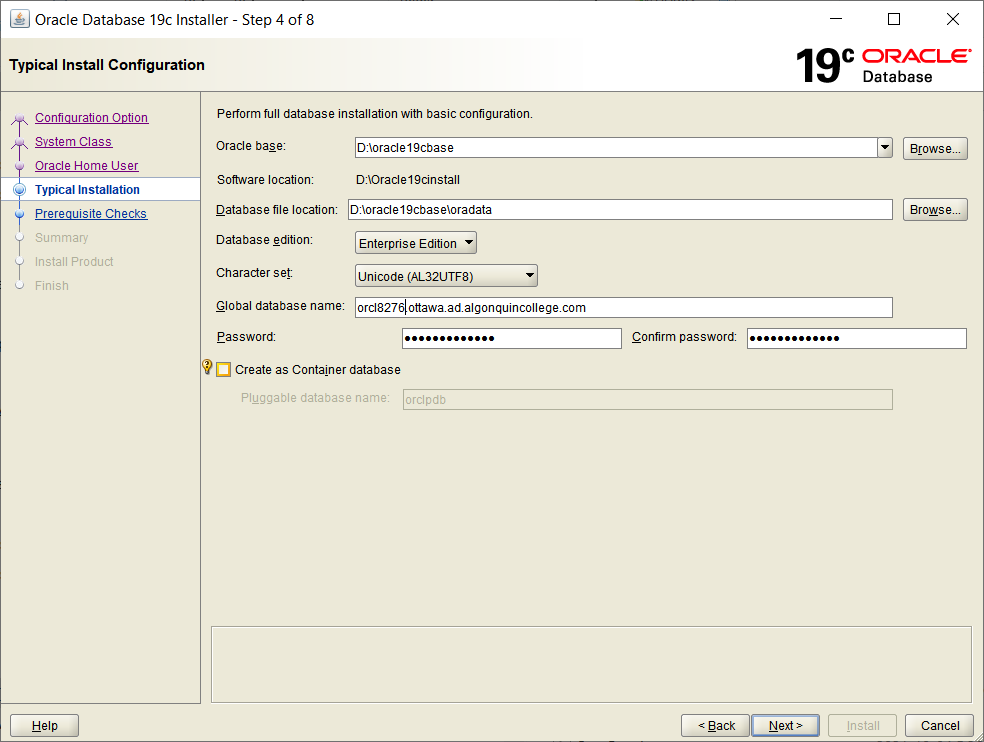 Oracle Database 19c Installer - Step 4 of 8
Typical Install Configuration
19c ORACLE
Database
Configuration Option
System Class
Oracle Home User
Typical Installation
Prerequisite Checks
Summary
Install Product
Finish
Perform full database installation with basic configuration.
Oracle base: D:\oracle19cbase Browse...
Software location: D:\Oracle19cinstall
Database file location: D:\oracle19cbase\oradata Browse...
Database edition: Enterprise Edition
Character set: Unicode (AL32UTF8)
Global database name: orcl8276.ottawa.ad.algonquincollege.com
Password: ••••••••••••• Confirm password: •••••••••••••
Create as Container database
Pluggable database name: orclpdb
Help < Back Next > Install Cancel